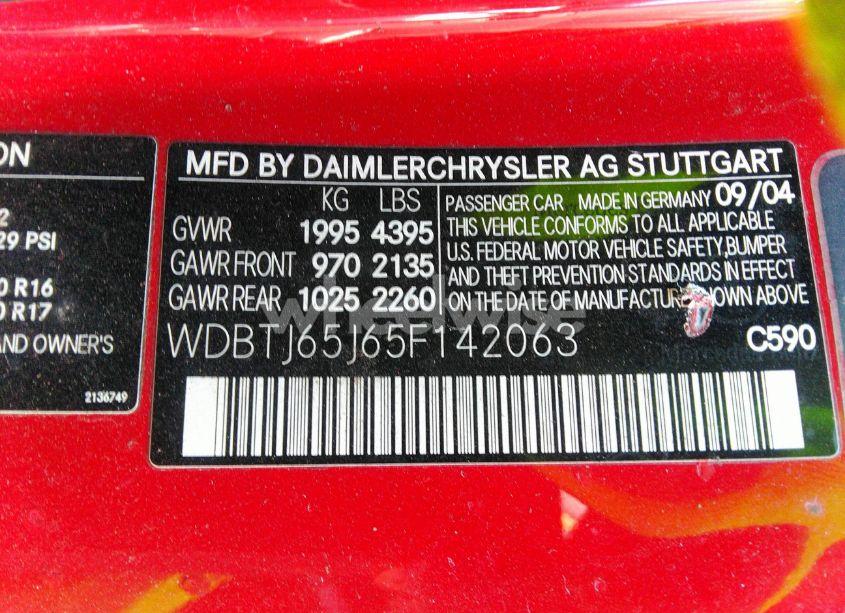 ON
2
29 PSI
0 R16
0 R17
AND OWNER'S
2136749
MFD BY DAIMLERCHRYSLER AG STUTTGART
KG LBS
GVWR 1995 4395
GAWR FRONT 970 2135
GAWR REAR 1025 2260
PASSENGER CAR MADE IN GERMANY 09/04
THIS VEHICLE CONFORMS TO ALL APPLICABLE
U.S. FEDERAL MOTOR VEHICLE SAFETY, BUMPER
AND THEFT PREVENTION STANDARDS IN EFFECT
ON THE DATE OF MANUFACTUR HOWN ABOVE
WDBTJ65J65F142063 C590
wheelwise